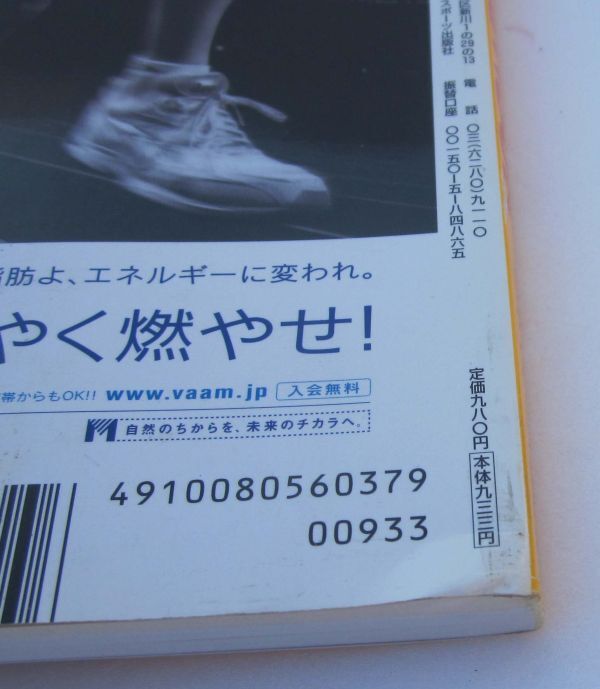 区新川1の29の13 電話 〇三(六二八〇)九一一〇
スポーツ出版社 振替口座 〇〇一五〇-五-八四八六五
脂肪よ、エネルギーに変われ。
やく燃やせ!
帯からもOK!! www.vaam.jp 入会無料
自然のちからを、未来のチカラへ。
定価九八〇円 本体九三三円
4910080560379
00933